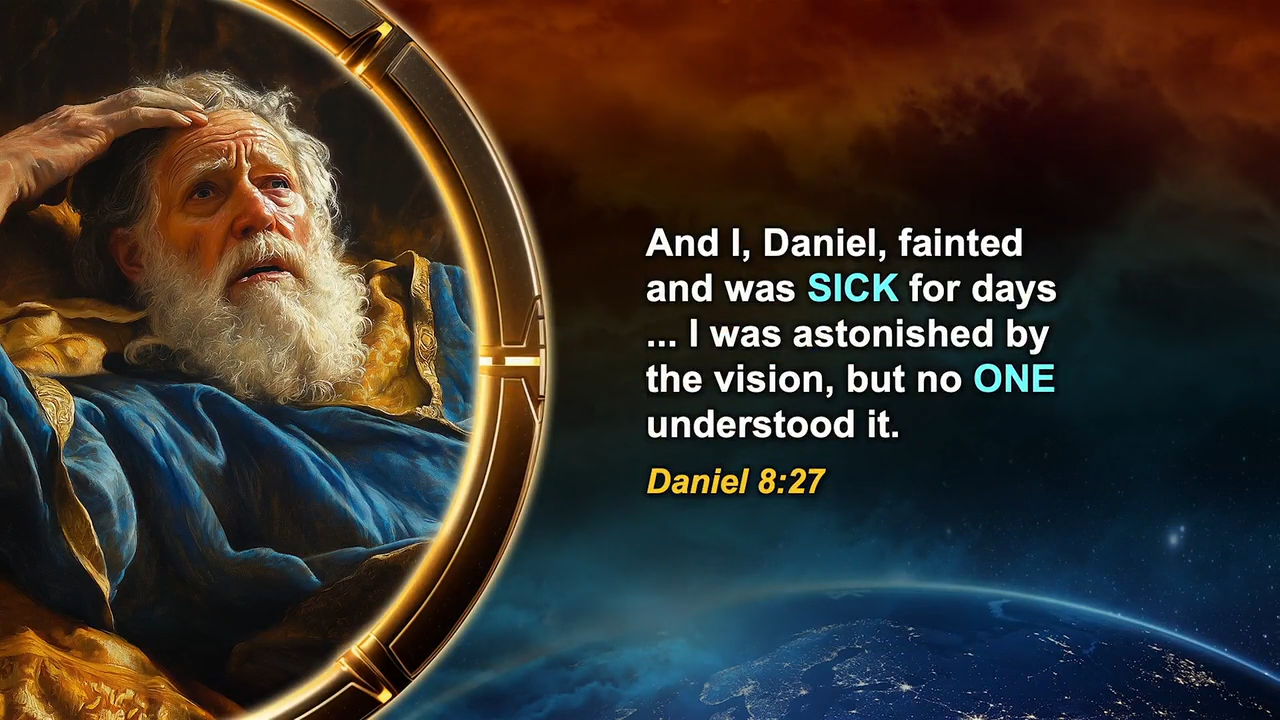 And I, Daniel, fainted
and was SICK for days
... I was astonished by
the vision, but no ONE
understood it.
Daniel 8:27